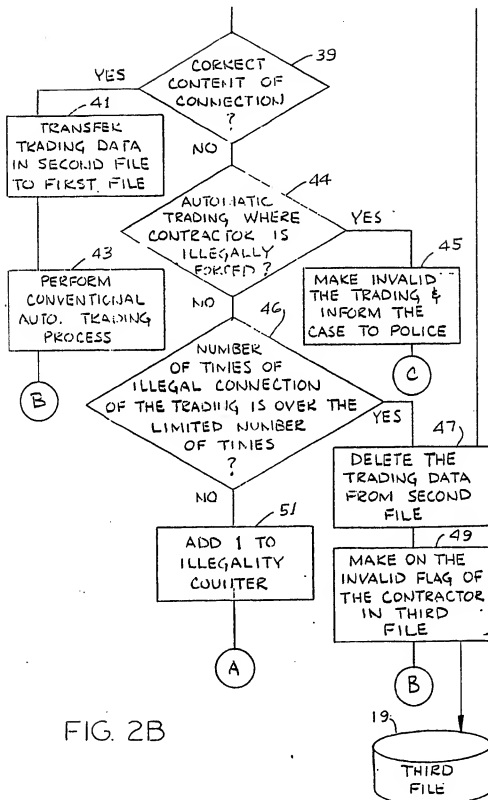 39
CORRECT
CONTENT OF
CONNECTION
?
YES
NO
41
TRANSFER
TRADING DATA
IN SECOND FILE
TO FIRST FILE
44
AUTOMATIC
TRADING WHERE
CONTRACTOR IS
ILLEGALLY
FORCED?
YES
NO
43
PERFORM
CONVENTIONAL
AUTO. TRADING
PROCESS
B
45
MAKE INVALID
THE TRADING &
INFORM THE
CASE TO POLICE
C
46
NUMBER
OF TIMES OF
ILLEGAL CONNECTION
OF THE TRADING IS OVER THE
LIMITED NUMBER
OF TIMES
?
YES
NO
47
DELETE THE
TRADING DATA
FROM SECOND
FILE
51
ADD 1 TO
ILLEGALITY
COUNTER
A
49
MAKE ON THE
INVALID FLAG OF
THE CONTRACTOR
IN THIRD
FILE
B
19
THIRD
FILE
FIG. 2B